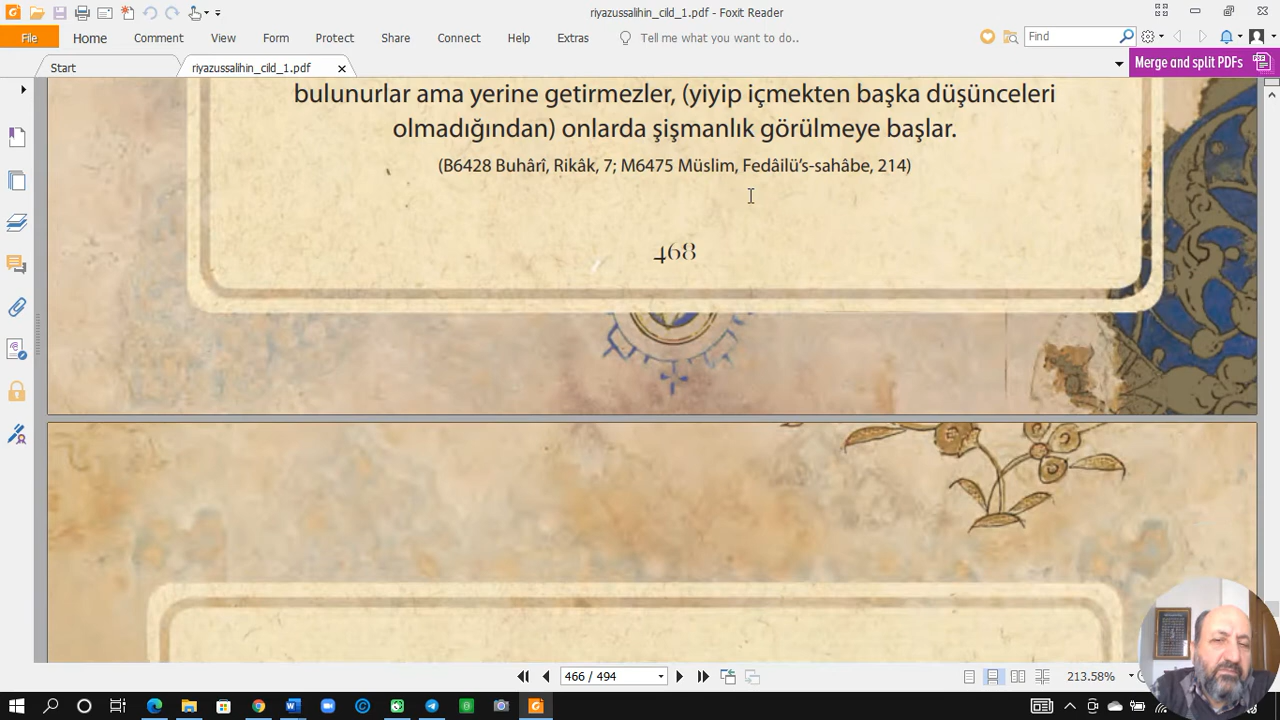 riyazussalihin_cild_1.pdf - Foxit Reader
File Home Comment View Form Protect Share Connect Help Extras Tell me what you want to do.. Find
Start riyazussalihin_cild_1.pdf Merge and split PDFs
bulunurlar ama yerine getirmezler, (yiyip içmekten başka düşünceleri
olmadığından) onlarda şişmanlık görülmeye başlar.
(B6428 Buhârî, Rikâk, 7; M6475 Müslim, Fedâilü’s-sahâbe, 214)
468
466 / 494 213.58%